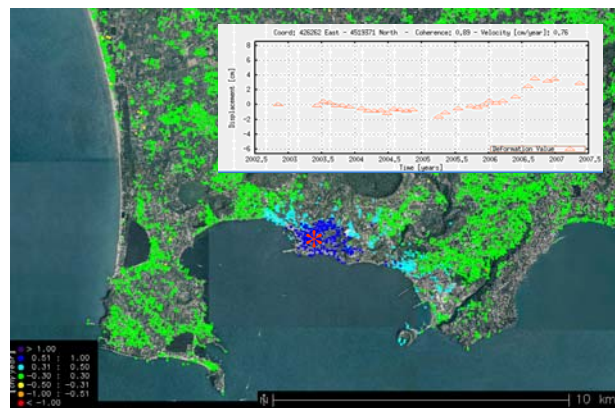 Coord: 426262 East - 4519371 North - Coherence: 0.89 - Velocity [cm/year]: 0.76
Displacement [cm]
8
6
4
2
0
-2
-4
-6
Deformation Value
2002.5 2003 2003.5 2004 2004.5 2005 2005.5 2006 2006.5 2007 2007.5
Time [years]
[cm/year]
> 1.00
0.51 : 1.00
0.31 : 0.50
-0.30 : 0.30
-0.50 : -0.31
-1.00 : -0.51
< -1.00
N
10 km